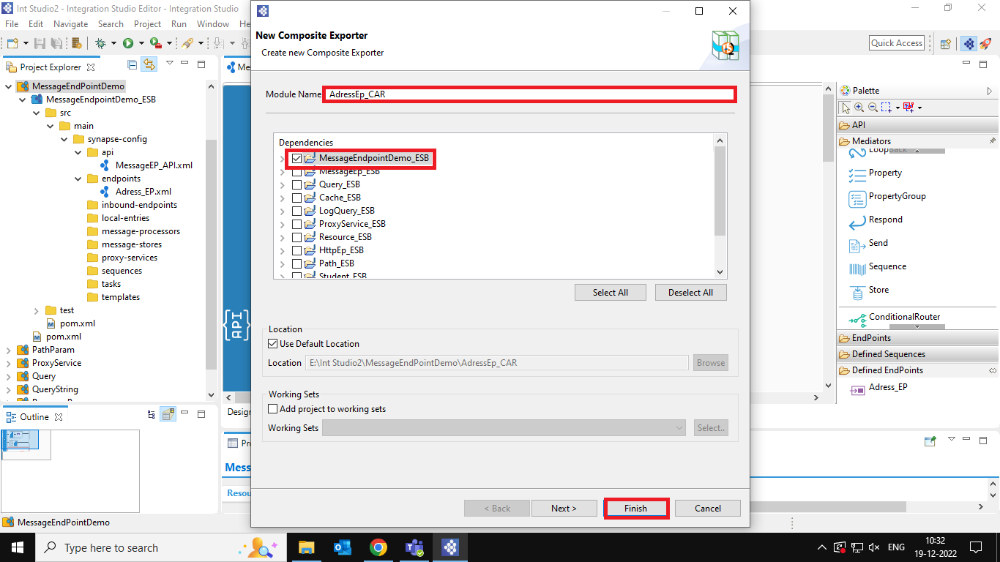 Int Studio2 - Integration Studio Editor - Integration Studio
File Edit Navigate Search Project Run Window He
Quick Access
Project Explorer
MessageEndPointDemo
MessageEndpointDemo_ESB
src
main
synapse-config
api
MessageEP_API.xml
endpoints
Adress_EP.xml
inbound-endpoints
local-entries
message-processors
message-stores
proxy-services
sequences
tasks
templates
test
pom.xml
pom.xml
PathParam
ProxyService
Query
QueryString
Outline
MessageEndPointDemo
Me
{API}
Design
Pr
Mess
Resou
New Composite Exporter
Create new Composite Exporter
Module Name AdressEp_CAR
Dependencies
MessageEndpointDemo_ESB
MessageEp_ESB
Query_ESB
Cache_ESB
LogQuery_ESB
ProxyService_ESB
Resource_ESB
HttpEp_ESB
Path_ESB
Student_ESB
Select All Deselect All
Location
Use Default Location
Location E:\Int Studio2\MessageEndPointDemo\AdressEp_CAR Browse
Working Sets
Add project to working sets
Working Sets Select..
< Back Next > Finish Cancel
Palette
API
Mediators
LoopBack
Property
PropertyGroup
Respond
Send
Sequence
Store
ConditionalRouter
EndPoints
Defined Sequences
Defined EndPoints
Adress_EP
Type here to search
ENG
10:32
19-12-2022